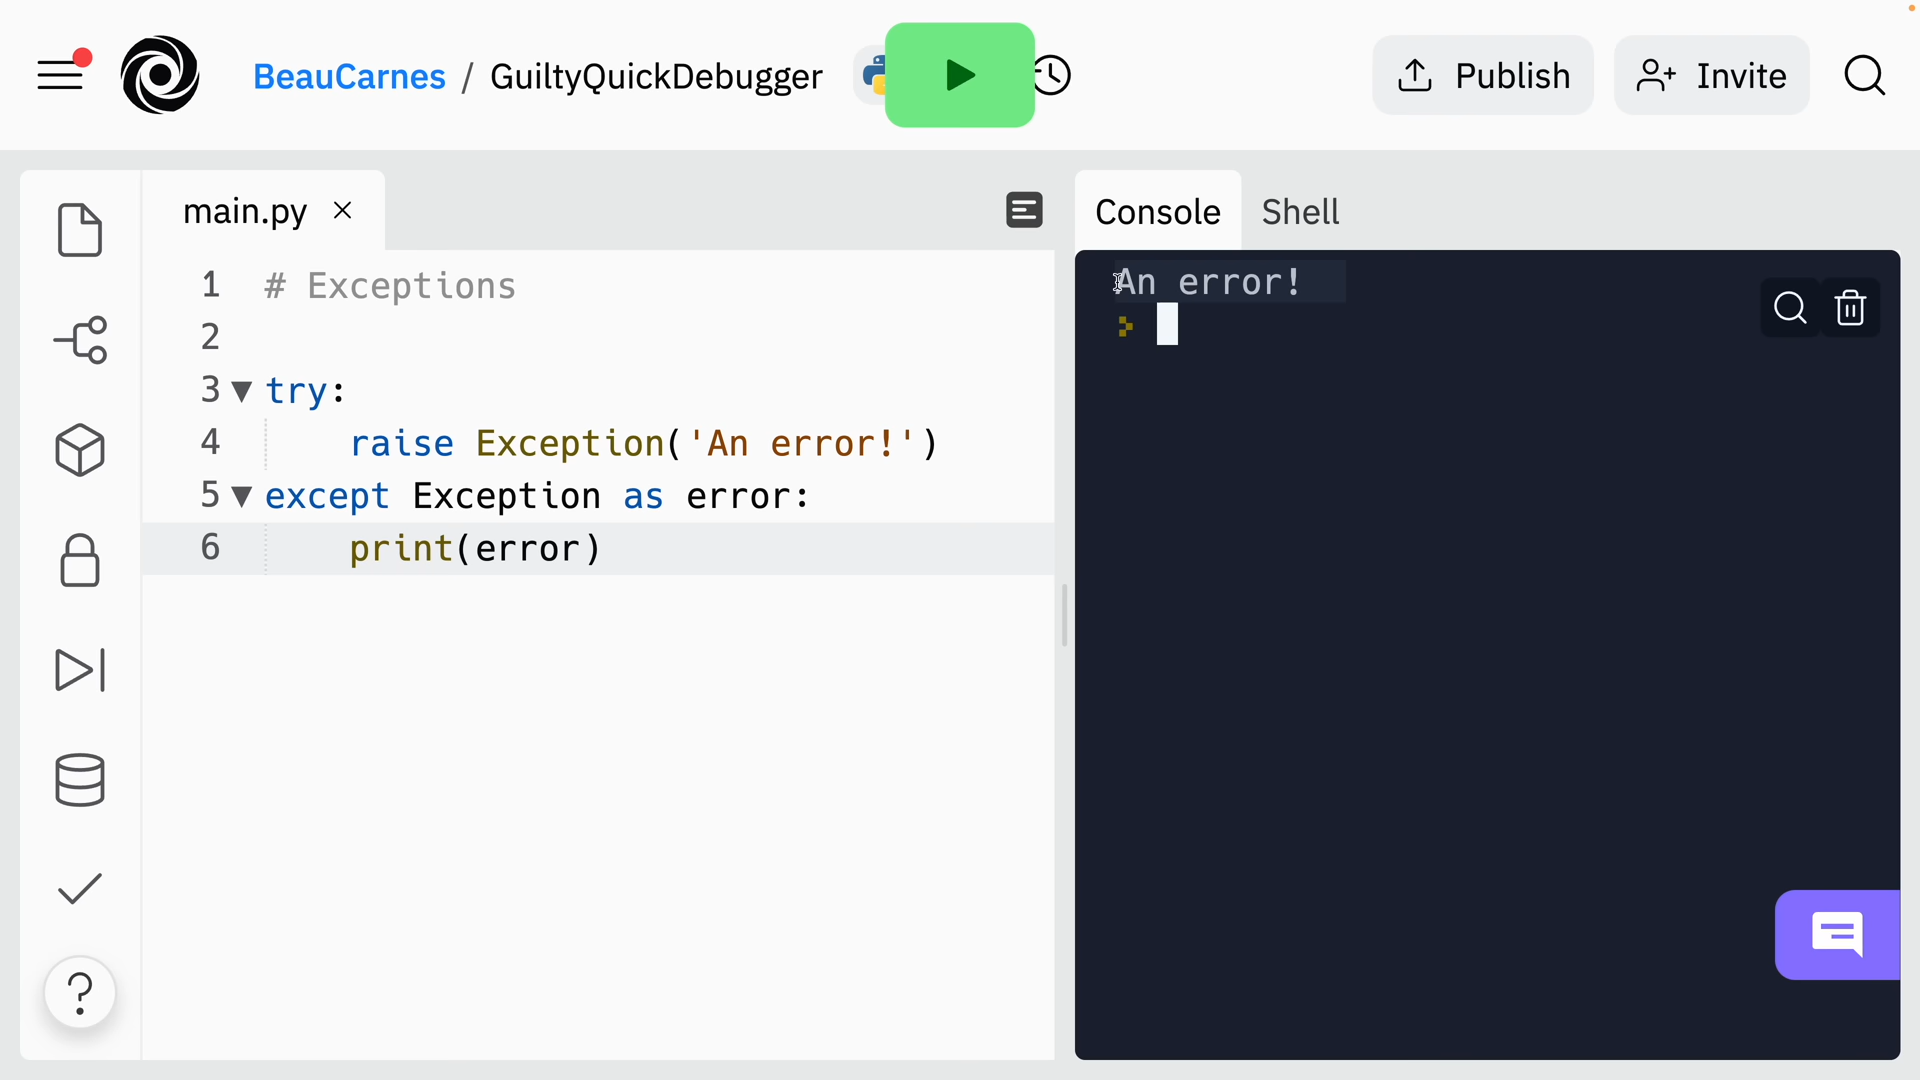 BeauCarnes / GuiltyQuickDebugger
Publish
Invite
main.py
Console
Shell
1 # Exceptions
2
3 try:
4     raise Exception('An error!')
5 except Exception as error:
6     print(error)
An error!
>
?